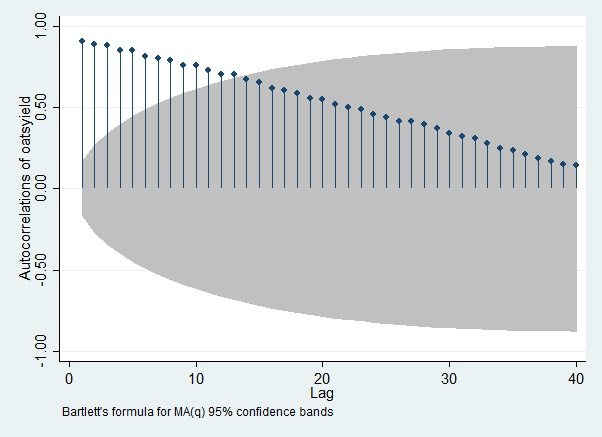 1.00
0.50
0.00
-0.50
-1.00
Autocorrelations of oatsyield
0 10 20 30 40
Lag
Bartlett's formula for MA(q) 95% confidence bands